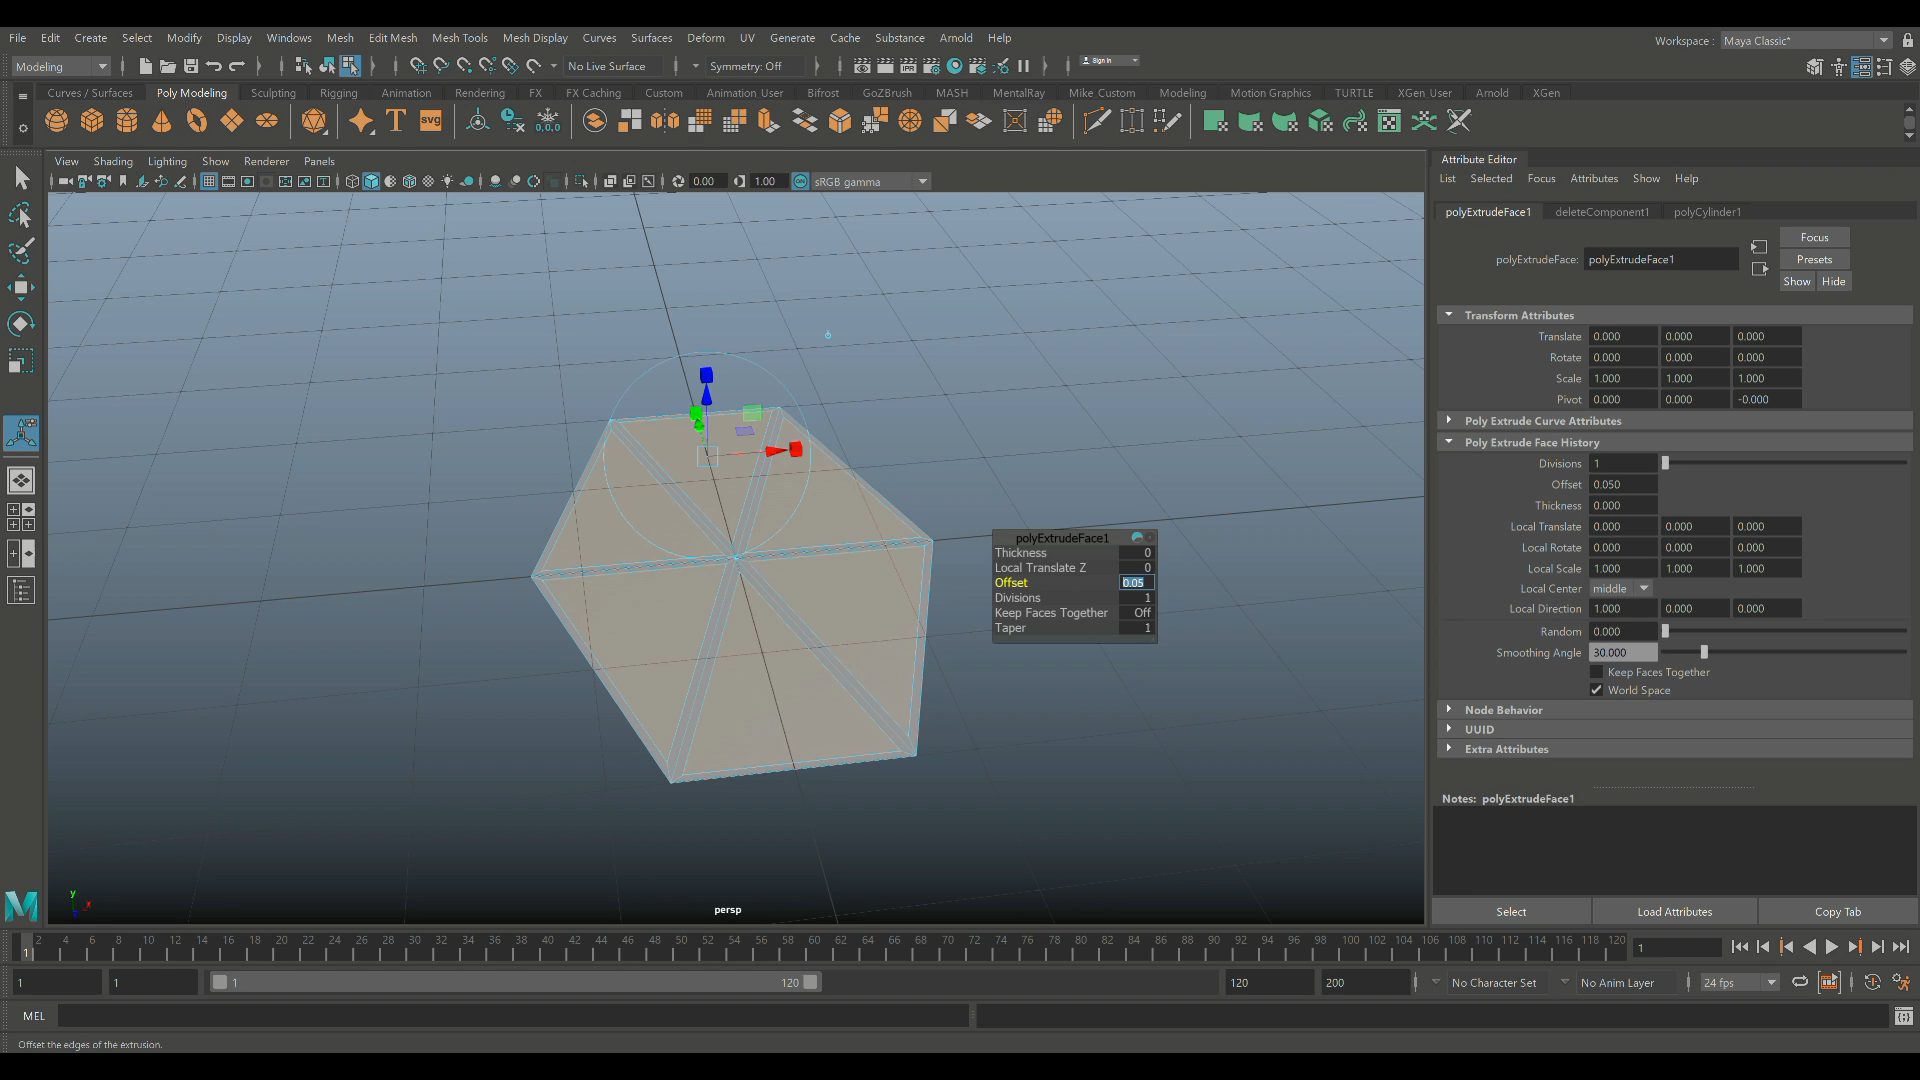 File Edit Create Select Modify Display Windows Mesh Edit Mesh Mesh Tools Mesh Display Curves Surfaces Deform UV Generate Cache Substance Arnold Help
Workspace : Maya Classic*
Modeling No Live Surface Symmetry: Off Sign In
Curves / Surfaces Poly Modeling Sculpting Rigging Animation Rendering FX FX Caching Custom Animation_User Bifrost GoZBrush MASH MentalRay Mike_Custom Modeling Motion Graphics TURTLE XGen_User Arnold XGen
T SVG 0,0,0
View Shading Lighting Show Renderer Panels
0.00 1.00 ON sRGB gamma
Attribute Editor
List Selected Focus Attributes Show Help
polyExtrudeFace1 deleteComponent1 polyCylinder1
polyExtrudeFace: polyExtrudeFace1
Focus
Presets
Show Hide
Transform Attributes
Translate 0.000 0.000 0.000
Rotate 0.000 0.000 0.000
Scale 1.000 1.000 1.000
Pivot 0.000 0.000 -0.000
Poly Extrude Curve Attributes
Poly Extrude Face History
Divisions 1
Offset 0.050
Thickness 0.000
Local Translate 0.000 0.000 0.000
Local Rotate 0.000 0.000 0.000
Local Scale 1.000 1.000 1.000
Local Center middle
Local Direction 1.000 0.000 0.000
Random 0.000
Smoothing Angle 30.000
Keep Faces Together
World Space
Node Behavior
UUID
Extra Attributes
Notes: polyExtrudeFace1
Select Load Attributes Copy Tab
polyExtrudeFace1
Thickness 0
Local Translate Z 0
Offset 0.05
Divisions 1
Keep Faces Together Off
Taper 1
y x
persp
M
1 2 4 6 8 10 12 14 16 18 20 22 24 26 28 30 32 34 36 38 40 42 44 46 48 50 52 54 56 58 60 62 64 66 68 70 72 74 76 78 80 82 84 86 88 90 92 94 96 98 100 102 104 106 108 110 112 114 116 118 120 1
1 1 1 120 120 200 No Character Set No Anim Layer 24 fps
MEL
Offset the edges of the extrusion.